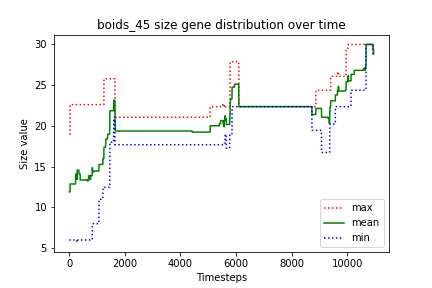 boids_45 size gene distribution over time
Size value
30
25
20
15
10
5
0
2000
4000
6000
8000
10000
Timesteps
max
mean
min